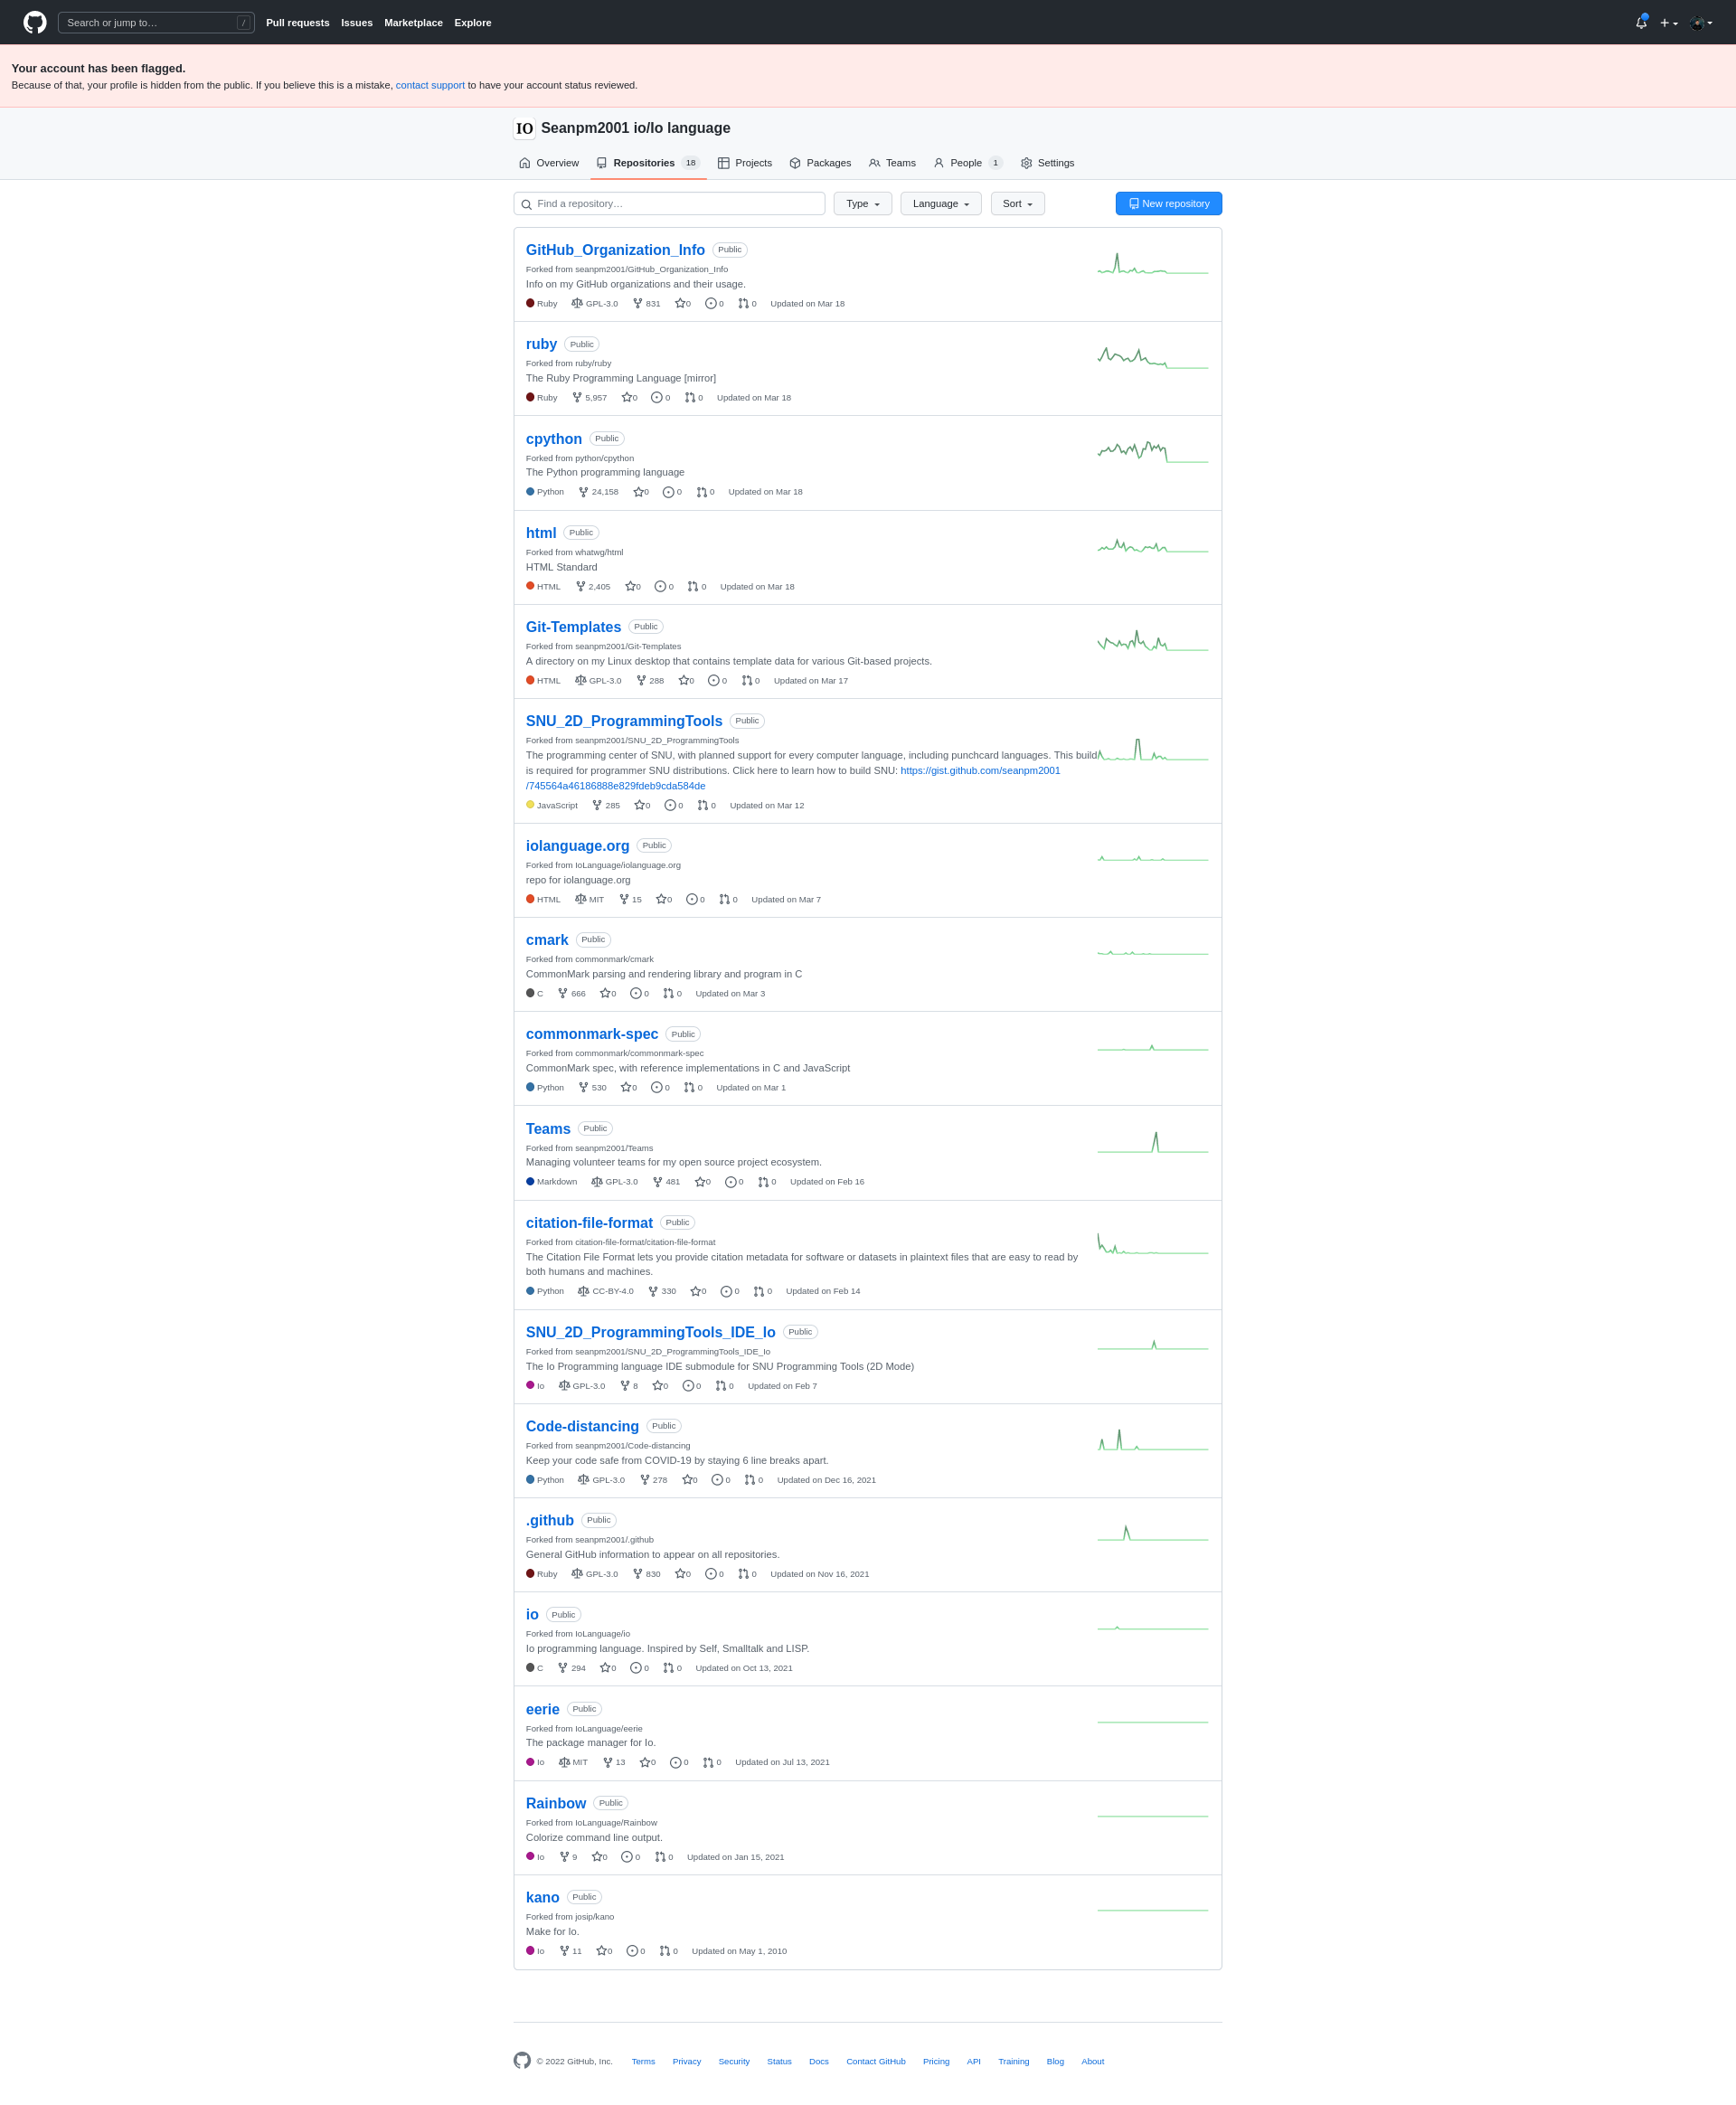 Search or jump to… /
Pull requests Issues Marketplace Explore
Your account has been flagged.
Because of that, your profile is hidden from the public. If you believe this is a mistake, contact support to have your account status reviewed.
IO Seanpm2001 io/Io language
Overview Repositories 18 Projects Packages Teams People 1 Settings
Find a repository… Type Language Sort New repository
GitHub_Organization_Info Public
Forked from seanpm2001/GitHub_Organization_Info
Info on my GitHub organizations and their usage.
Ruby GPL-3.0 831 0 0 0 Updated on Mar 18
ruby Public
Forked from ruby/ruby
The Ruby Programming Language [mirror]
Ruby 5,957 0 0 0 Updated on Mar 18
cpython Public
Forked from python/cpython
The Python programming language
Python 24,158 0 0 0 Updated on Mar 18
html Public
Forked from whatwg/html
HTML Standard
HTML 2,405 0 0 0 Updated on Mar 18
Git-Templates Public
Forked from seanpm2001/Git-Templates
A directory on my Linux desktop that contains template data for various Git-based projects.
HTML GPL-3.0 288 0 0 0 Updated on Mar 17
SNU_2D_ProgrammingTools Public
Forked from seanpm2001/SNU_2D_ProgrammingTools
The programming center of SNU, with planned support for every computer language, including punchcard languages. This build
is required for programmer SNU distributions. Click here to learn how to build SNU: https://gist.github.com/seanpm2001
/745564a46186888e829fdeb9cda584de
JavaScript 285 0 0 0 Updated on Mar 12
iolanguage.org Public
Forked from IoLanguage/iolanguage.org
repo for iolanguage.org
HTML MIT 15 0 0 0 Updated on Mar 7
cmark Public
Forked from commonmark/cmark
CommonMark parsing and rendering library and program in C
C 666 0 0 0 Updated on Mar 3
commonmark-spec Public
Forked from commonmark/commonmark-spec
CommonMark spec, with reference implementations in C and JavaScript
Python 530 0 0 0 Updated on Mar 1
Teams Public
Forked from seanpm2001/Teams
Managing volunteer teams for my open source project ecosystem.
Markdown GPL-3.0 481 0 0 0 Updated on Feb 16
citation-file-format Public
Forked from citation-file-format/citation-file-format
The Citation File Format lets you provide citation metadata for software or datasets in plaintext files that are easy to read by
both humans and machines.
Python CC-BY-4.0 330 0 0 0 Updated on Feb 14
SNU_2D_ProgrammingTools_IDE_Io Public
Forked from seanpm2001/SNU_2D_ProgrammingTools_IDE_Io
The Io Programming language IDE submodule for SNU Programming Tools (2D Mode)
Io GPL-3.0 8 0 0 0 Updated on Feb 7
Code-distancing Public
Forked from seanpm2001/Code-distancing
Keep your code safe from COVID-19 by staying 6 line breaks apart.
Python GPL-3.0 278 0 0 0 Updated on Dec 16, 2021
.github Public
Forked from seanpm2001/.github
General GitHub information to appear on all repositories.
Ruby GPL-3.0 830 0 0 0 Updated on Nov 16, 2021
io Public
Forked from IoLanguage/io
Io programming language. Inspired by Self, Smalltalk and LISP.
C 294 0 0 0 Updated on Oct 13, 2021
eerie Public
Forked from IoLanguage/eerie
The package manager for Io.
Io MIT 13 0 0 0 Updated on Jul 13, 2021
Rainbow Public
Forked from IoLanguage/Rainbow
Colorize command line output.
Io 9 0 0 0 Updated on Jan 15, 2021
kano Public
Forked from josip/kano
Make for Io.
Io 11 0 0 0 Updated on May 1, 2010
© 2022 GitHub, Inc. Terms Privacy Security Status Docs Contact GitHub Pricing API Training Blog About